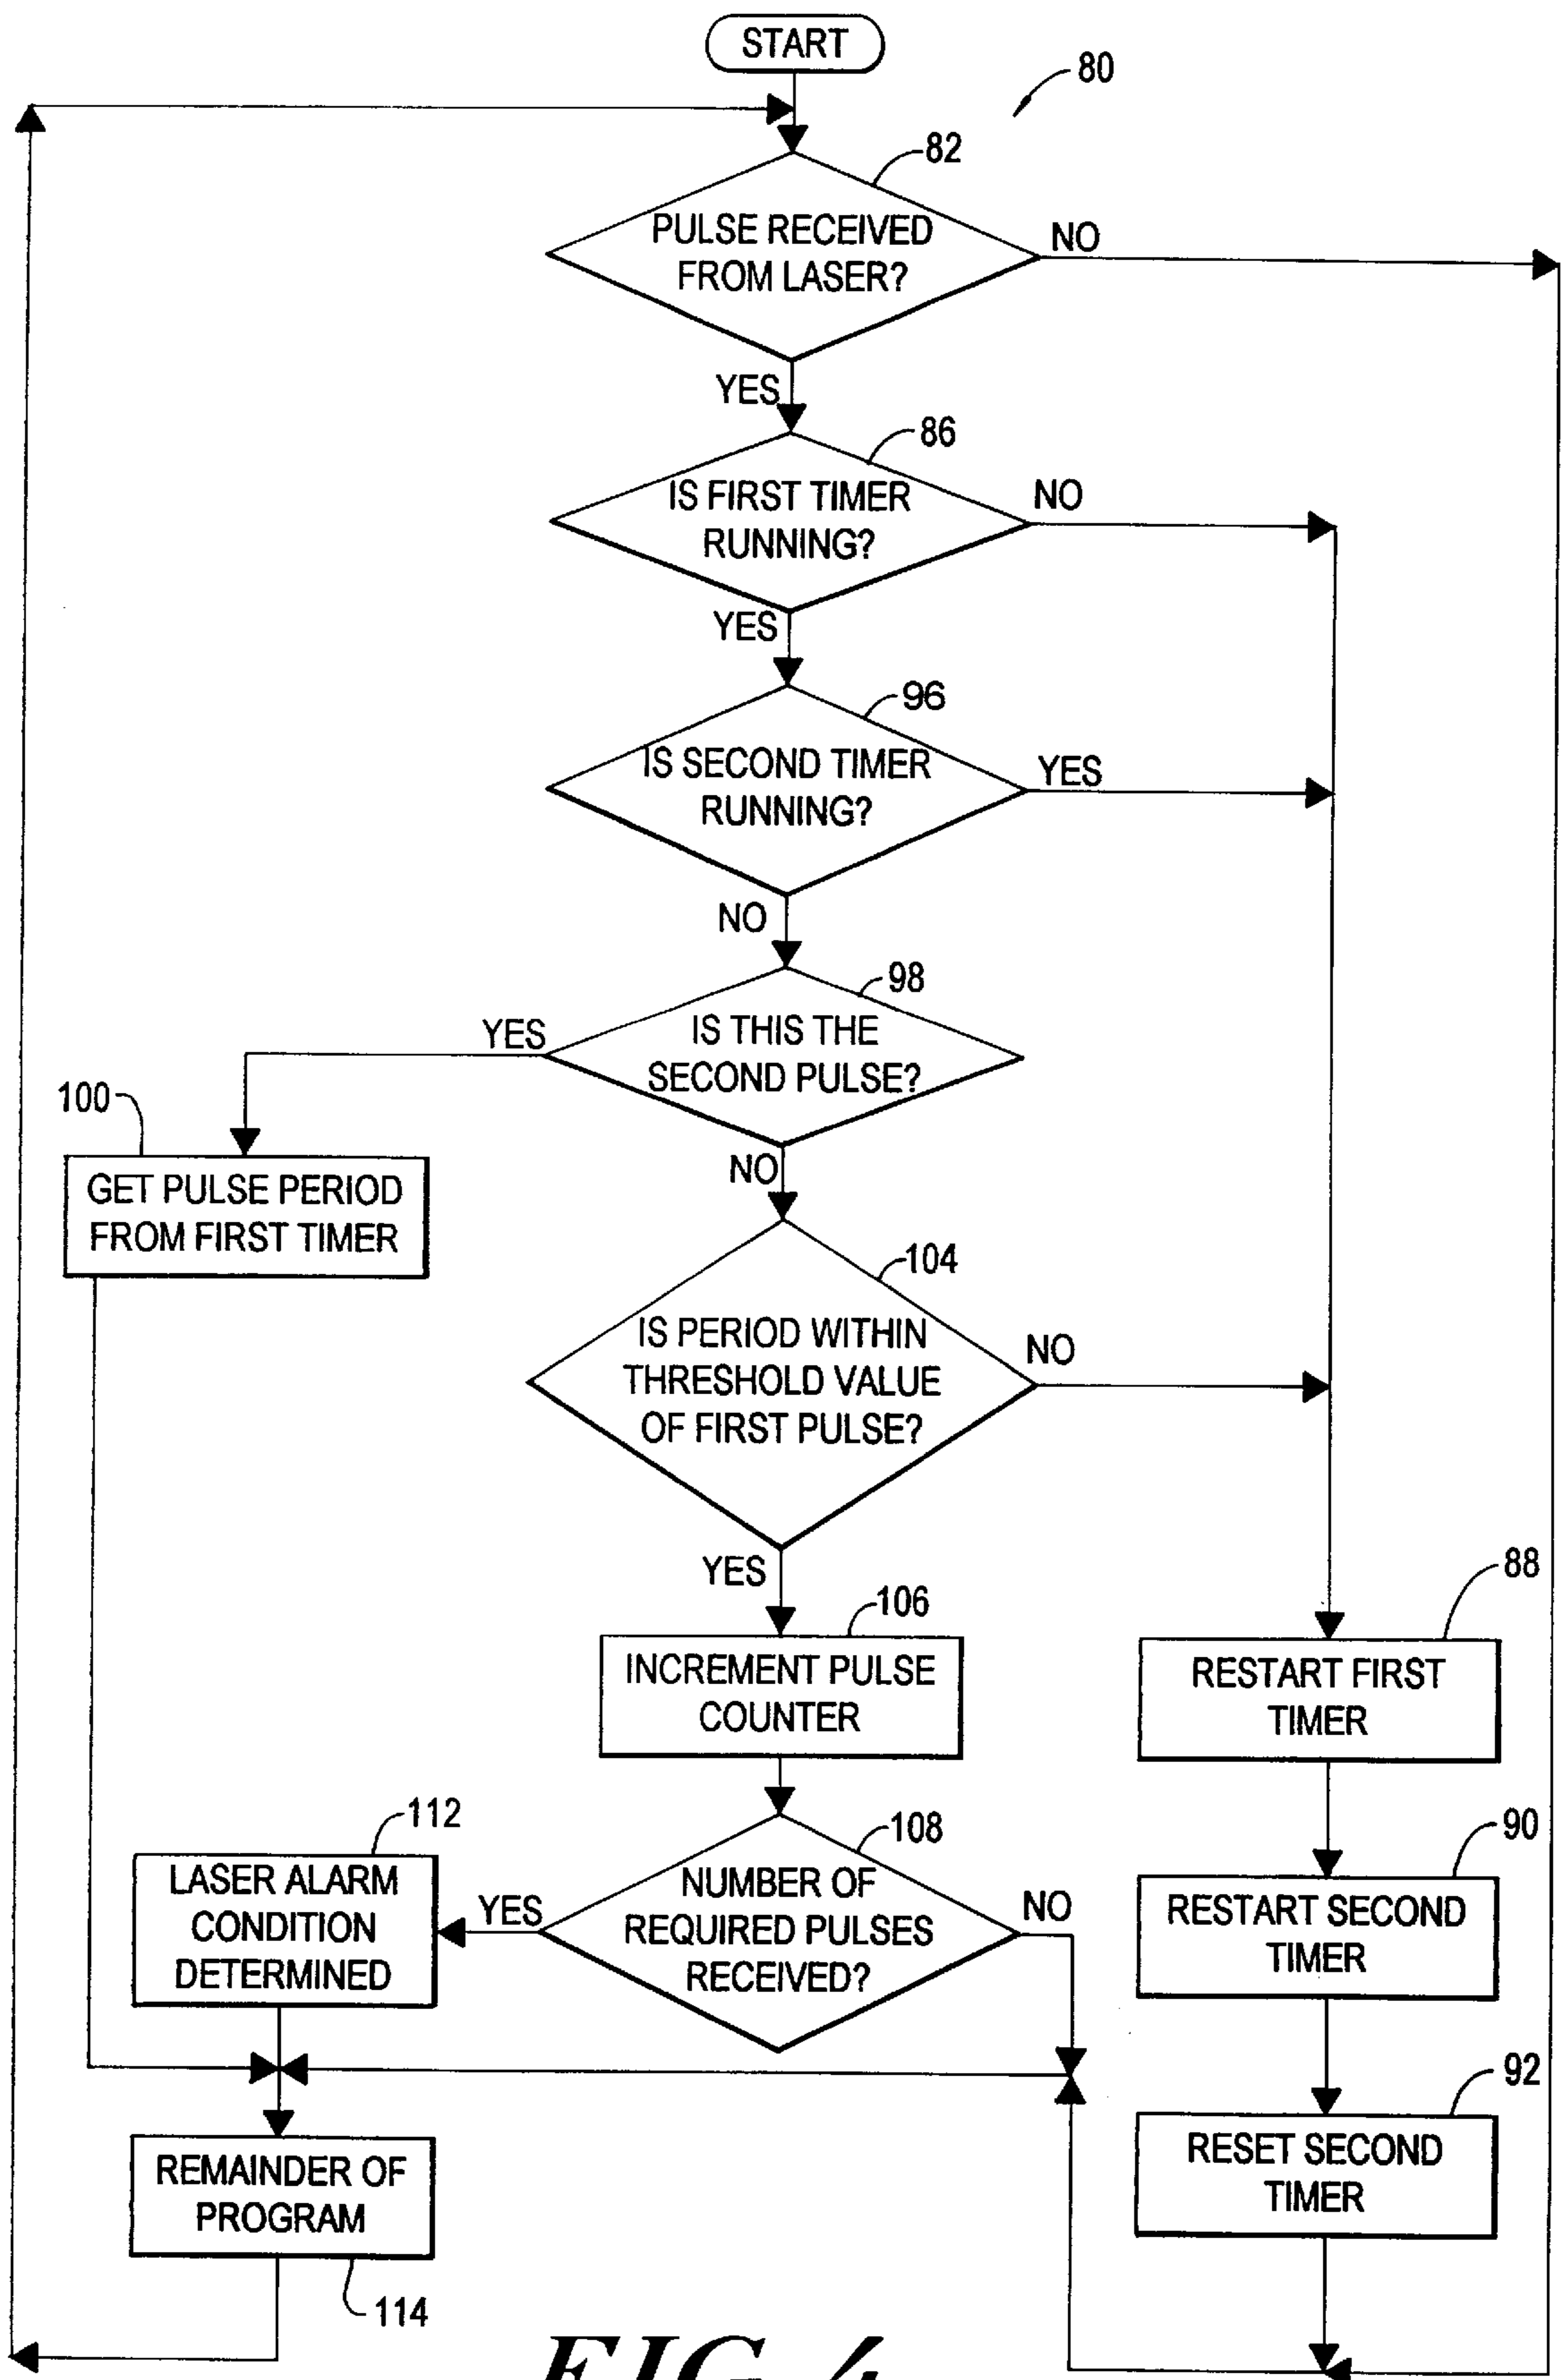 START
80
82
PULSE RECEIVED
FROM LASER?
NO
YES
86
IS FIRST TIMER
RUNNING?
NO
YES
96
IS SECOND TIMER
RUNNING?
YES
NO
98
IS THIS THE
SECOND PULSE?
YES
100
GET PULSE PERIOD
FROM FIRST TIMER
NO
104
IS PERIOD WITHIN
THRESHOLD VALUE
OF FIRST PULSE?
NO
YES
106
INCREMENT PULSE
COUNTER
88
RESTART FIRST
TIMER
108
NUMBER OF
REQUIRED PULSES
RECEIVED?
YES
NO
112
LASER ALARM
CONDITION
DETERMINED
90
RESTART SECOND
TIMER
92
RESET SECOND
TIMER
REMAINDER OF
PROGRAM
114
FIG. 4